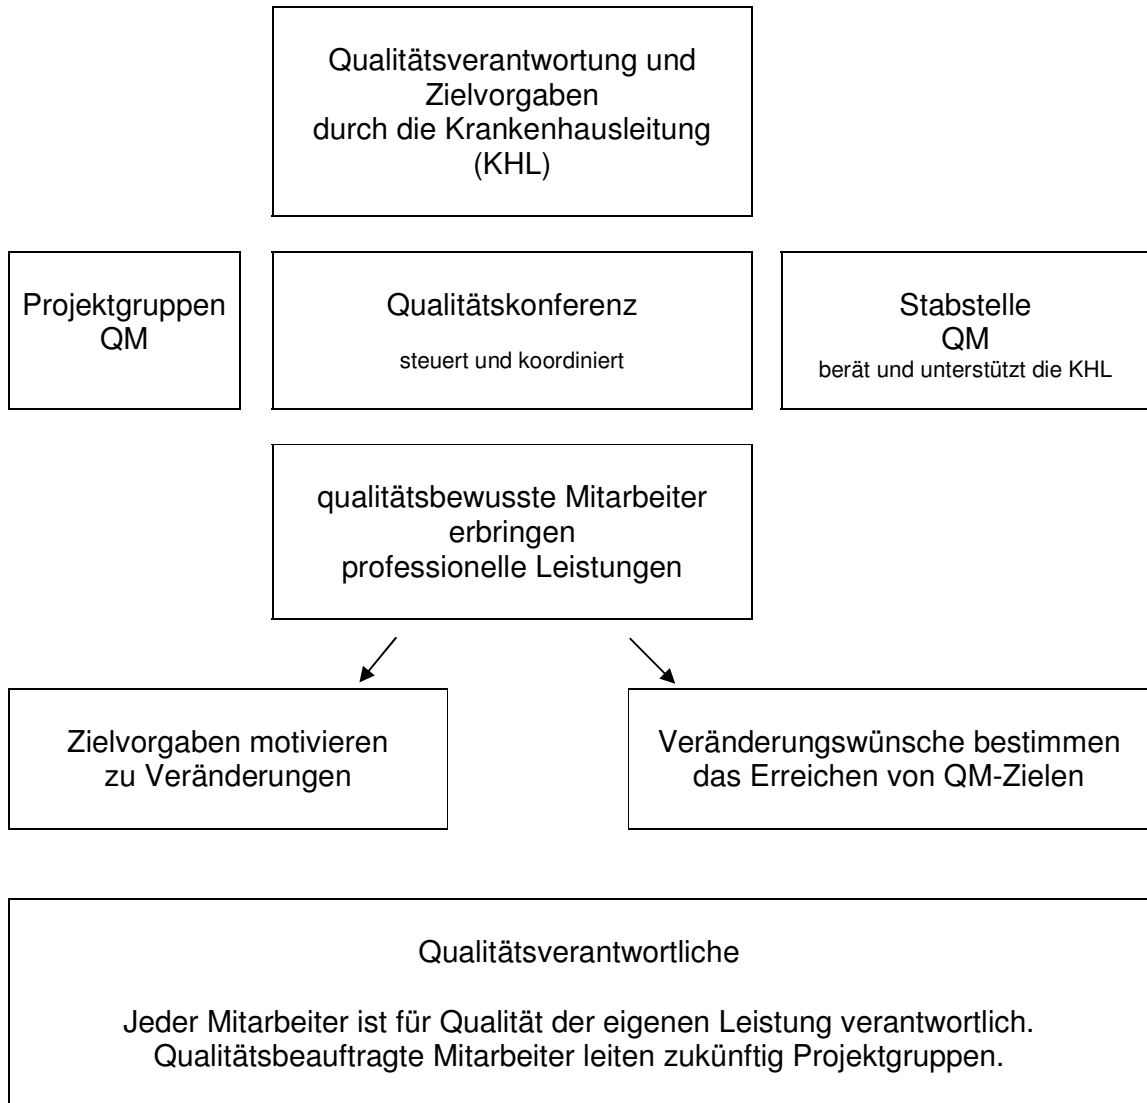 Qualitätsverantwortung und
Zielvorgaben
durch die Krankenhausleitung
(KHL)
Projektgruppen
QM
Qualitätskonferenz
steuert und koordiniert
Stabstelle
QM
berät und unterstützt die KHL
qualitätsbewusste Mitarbeiter
erbringen
professionelle Leistungen
Zielvorgaben motivieren
zu Veränderungen
Veränderungswünsche bestimmen
das Erreichen von QM-Zielen
Qualitätsverantwortliche
Jeder Mitarbeiter ist für Qualität der eigenen Leistung verantwortlich.
Qualitätsbeauftragte Mitarbeiter leiten zukünftig Projektgruppen.